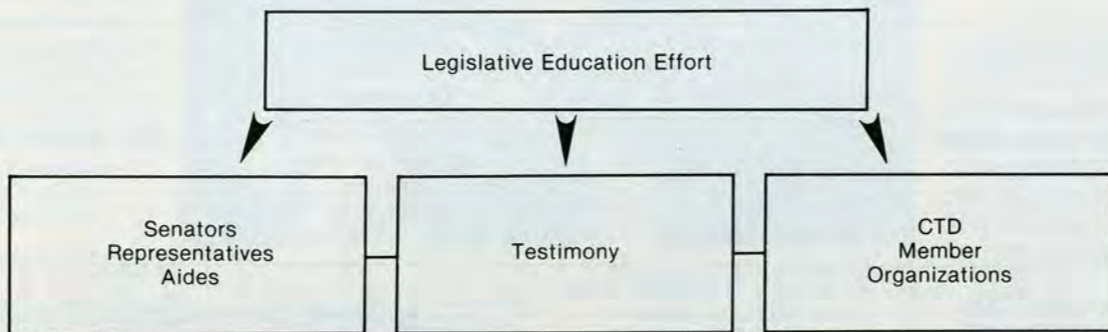 Legislative Education Effort
Senators
Representatives
Aides
Testimony
CTD
Member
Organizations